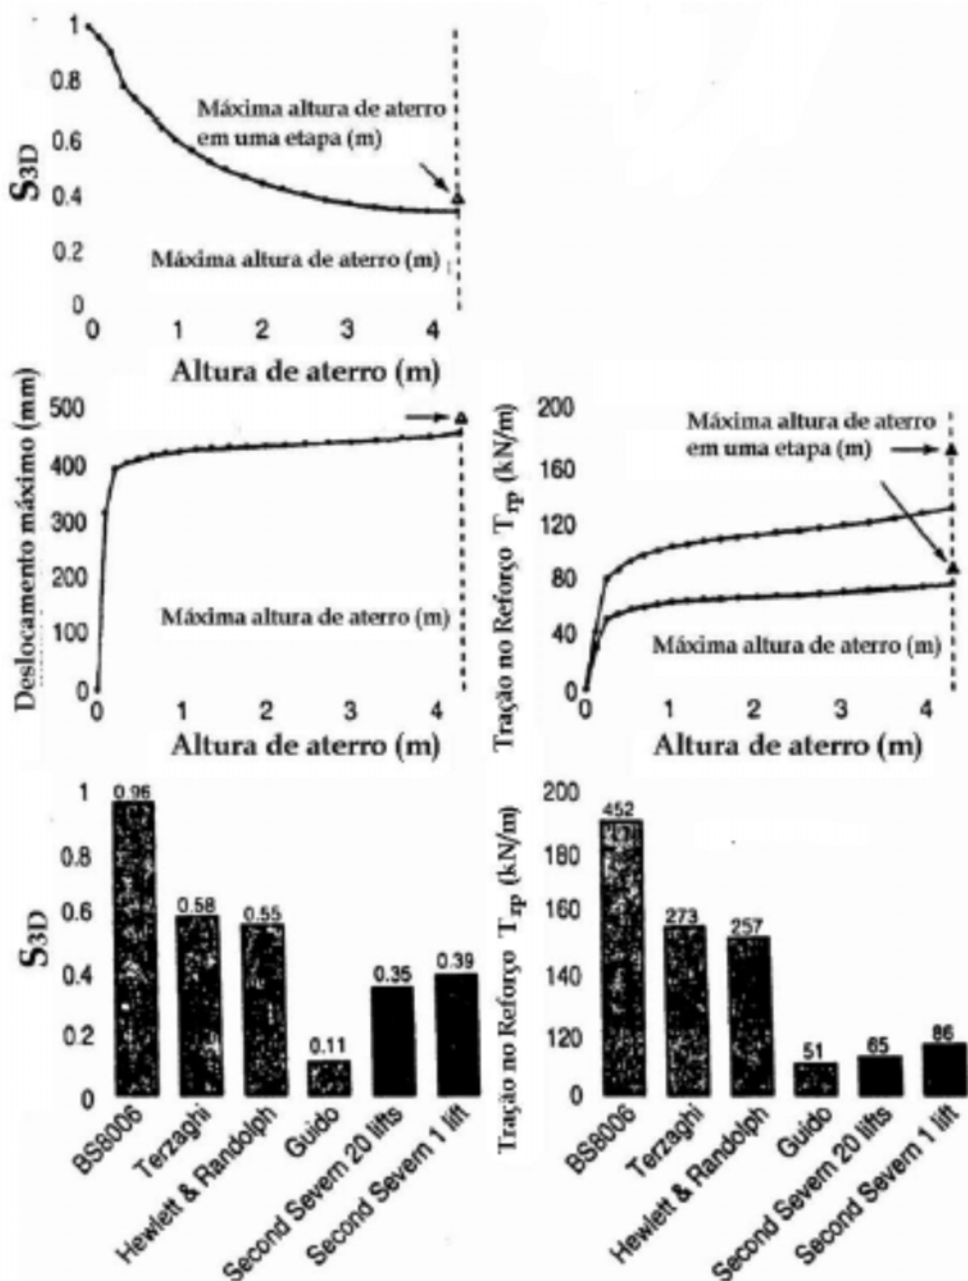 1
0.8
0.6
0.4
0.2
0
S3D
Máxima altura de aterro
em uma etapa (m)
Máxima altura de aterro (m)
0 1 2 3 4
Altura de aterro (m)
500
400
300
200
100
0
Deslocamento máximo (mm)
Máxima altura de aterro (m)
0 1 2 3 4
Altura de aterro (m)
200
160
120
80
40
0
Tração no Reforço Trp (kN/m)
Máxima altura de aterro
em uma etapa (m)
Máxima altura de aterro (m)
0 1 2 3 4
Altura de aterro (m)
1
0.8
0.6
0.4
0.2
0
S3D
0.96
0.58
0.55
0.11
0.35
0.39
BS8006
Terzaghi
Hewlett & Randolph
Guido
Second Severn 20 lifts
Second Severn 1 lift
200
180
160
140
120
0
Tração no Reforço Trp (kN/m)
452
273
257
51
65
86
BS8006
Terzaghi
Hewlett & Randolph
Guido
Second Severn 20 lifts
Second Severn 1 lift